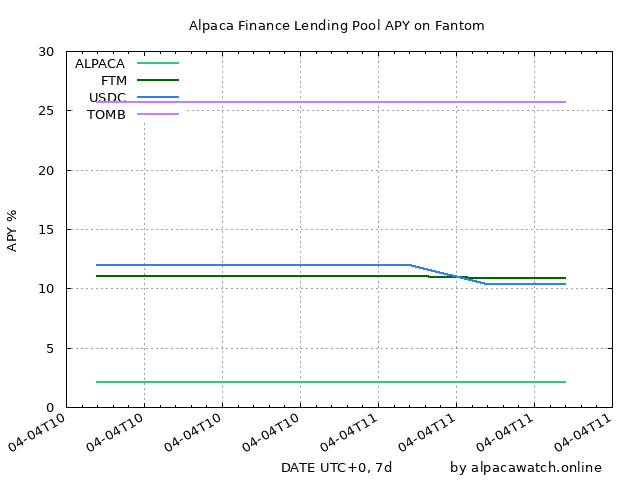 Alpaca Finance Lending Pool APY on Fantom
30
25
20
15
10
5
0
APY %
ALPACA
FTM
USDC
TOMB
04-04T10
04-04T10
04-04T10
04-04T10
04-04T11
04-04T11
04-04T11
04-04T11
DATE UTC+0, 7d
by alpacawatch.online